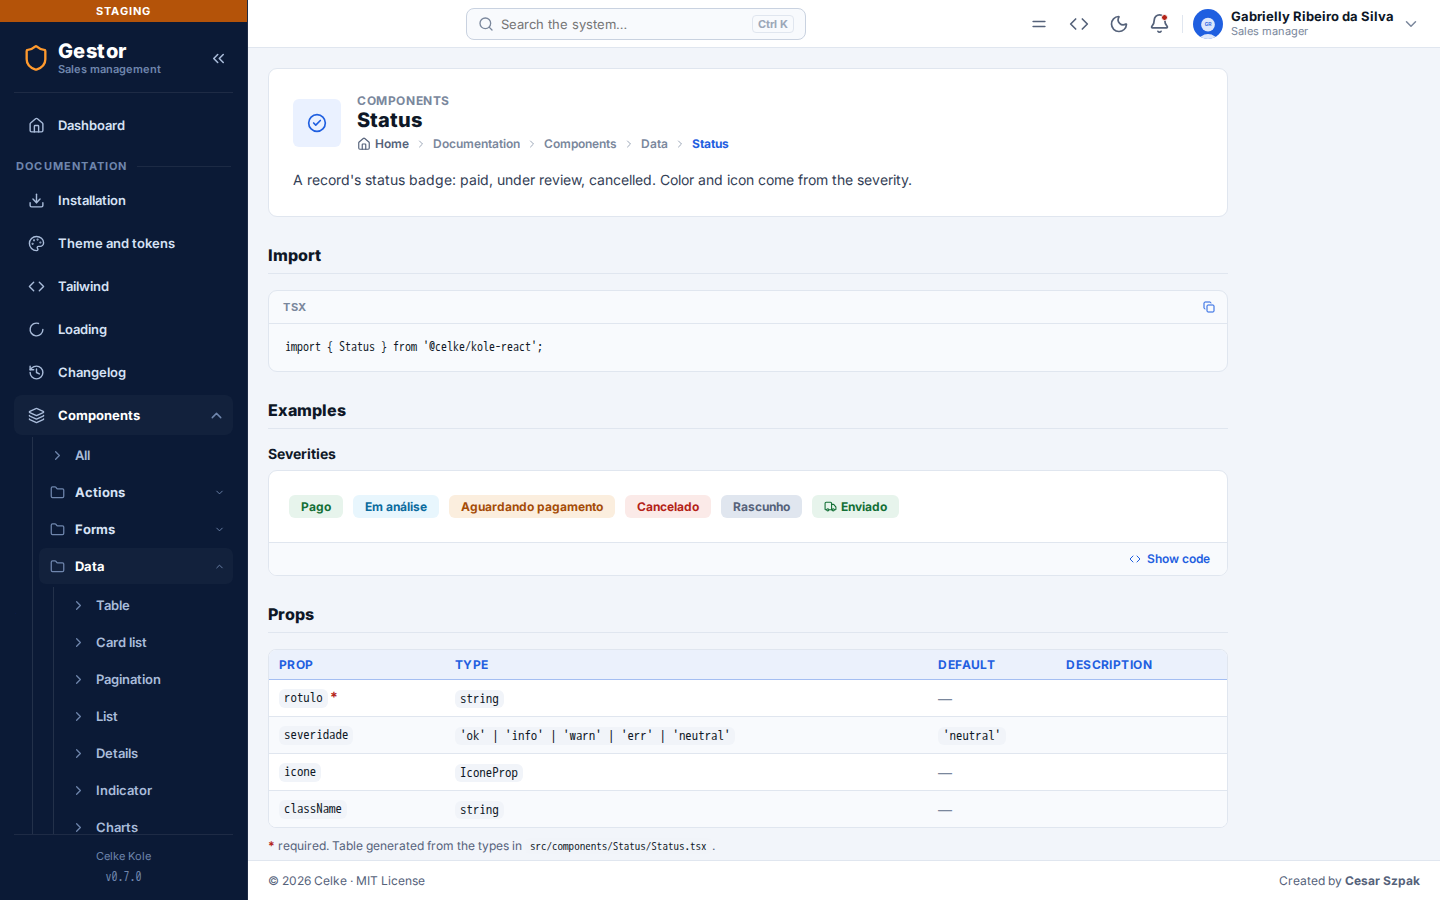 STAGING
Gestor
Sales management
Dashboard
DOCUMENTATION
Installation
Theme and tokens
Tailwind
Loading
Changelog
Components
All
Actions
Forms
Data
Table
Card list
Pagination
List
Details
Indicator
Charts
Celke Kole
v0.7.0
Search the system...
Ctrl K
GR
Gabrielly Ribeiro da Silva
Sales manager
COMPONENTS
Status
Home > Documentation > Components > Data > Status
A record's status badge: paid, under review, cancelled. Color and icon come from the severity.
Import
TSX
import { Status } from '@celke/kole-react';
Examples
Severities
Pago Em análise Aguardando pagamento Cancelado Rascunho Enviado
Show code
Props
PROP TYPE DEFAULT DESCRIPTION
rotulo * string —
severidade 'ok' | 'info' | 'warn' | 'err' | 'neutral' 'neutral'
icone IconeProp —
className string —
* required. Table generated from the types in src/components/Status/Status.tsx .
© 2026 Celke · MIT License
Created by Cesar Szpak